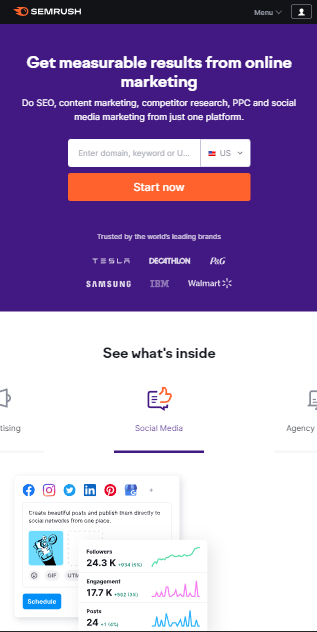 SEMRUSH
Menu
Get measurable results from online
marketing
Do SEO, content marketing, competitor research, PPC and social
media marketing from just one platform.
Enter domain, keyword or U...
US
Start now
Trusted by the world's leading brands
TESLA DECATHLON P&G
SAMSUNG IBM Walmart
See what's inside
tising
Social Media
Agency
Create beautiful posts and publish them directly to
social networks from one place.
GIF
UTM
Schedule
Followers
24.3 K +934 (5%)
Engagement
17.7 K
Posts
24 +1 (4%)